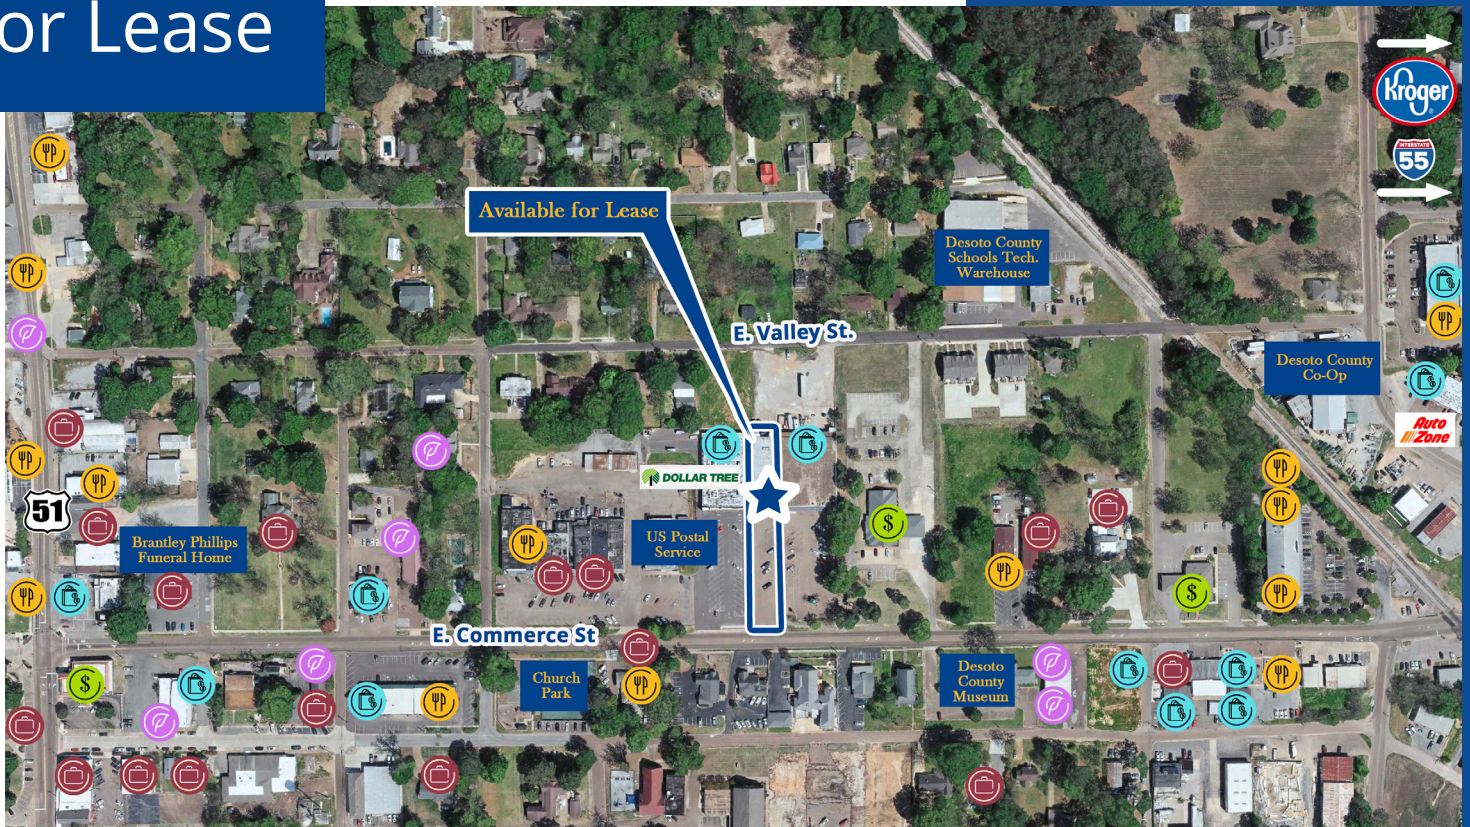 or Lease
Kroger
INTERSTATE
55
Available for Lease
Desoto County
Schools Tech.
Warehouse
E. Valley St.
Desoto County
Co-Op
Auto
Zone
DOLLAR TREE
51
Brantley Phillips
Funeral Home
US Postal
Service
E. Commerce St
Church
Park
Desoto
County
Museum